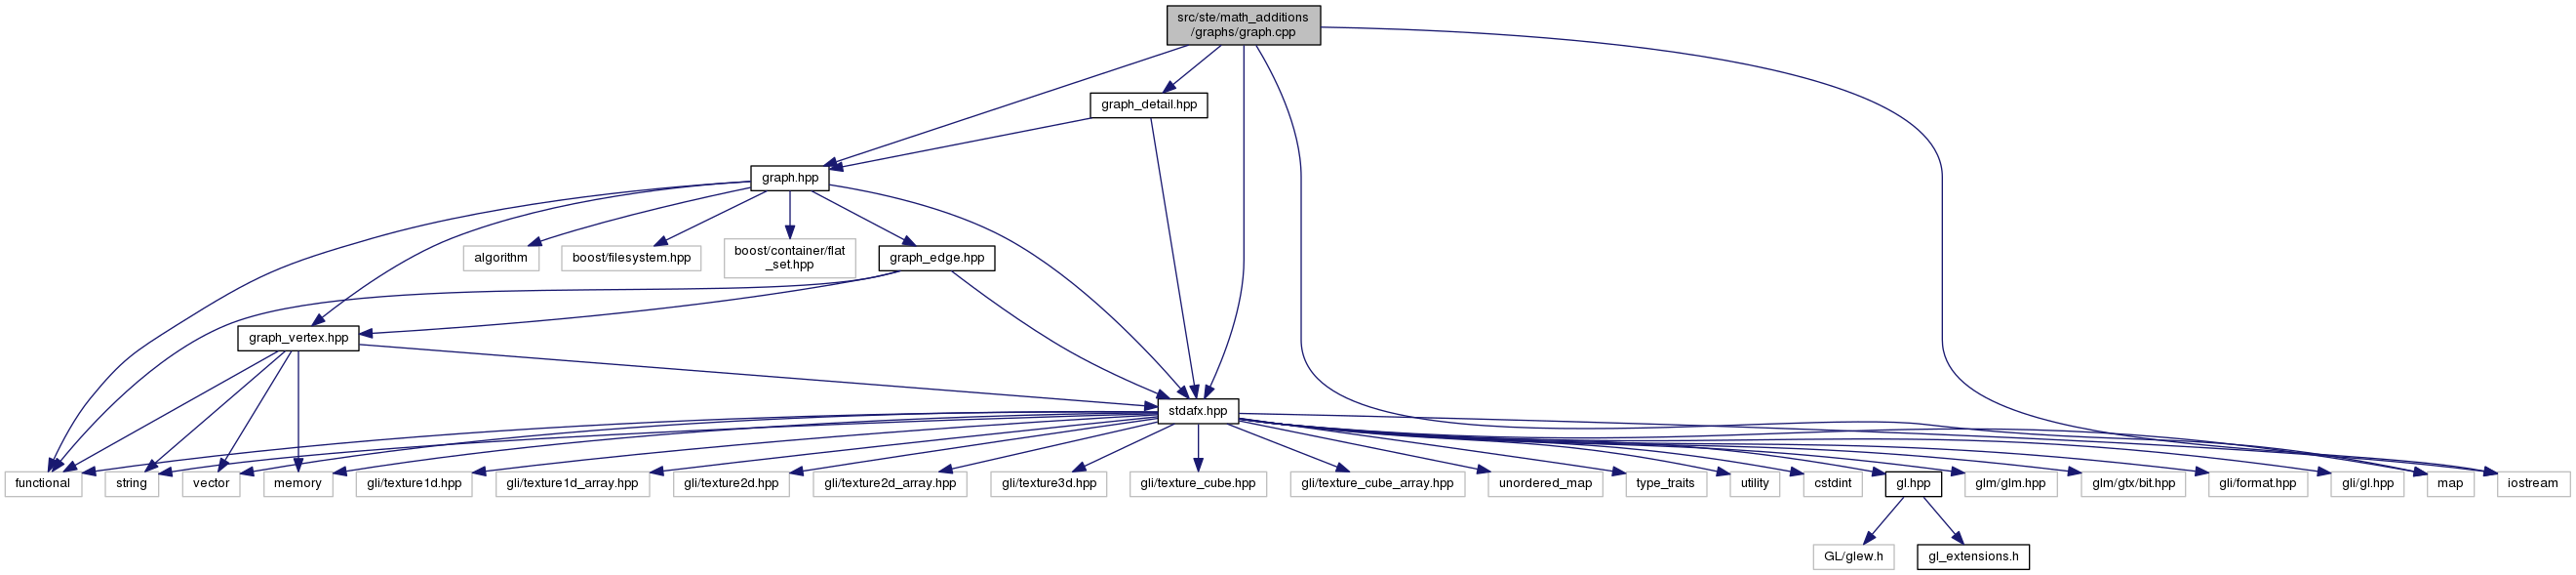 src/ste/math_additions
/graphs/graph.cpp
graph_detail.hpp
graph.hpp
algorithm
boost/filesystem.hpp
boost/container/flat
_set.hpp
graph_edge.hpp
graph_vertex.hpp
stdafx.hpp
functional
string
vector
memory
gli/texture1d.hpp
gli/texture1d_array.hpp
gli/texture2d.hpp
gli/texture2d_array.hpp
gli/texture3d.hpp
gli/texture_cube.hpp
gli/texture_cube_array.hpp
unordered_map
type_traits
utility
cstdint
gl.hpp
glm/glm.hpp
glm/gtx/bit.hpp
gli/format.hpp
gli/gl.hpp
map
iostream
GL/glew.h
gl_extensions.h